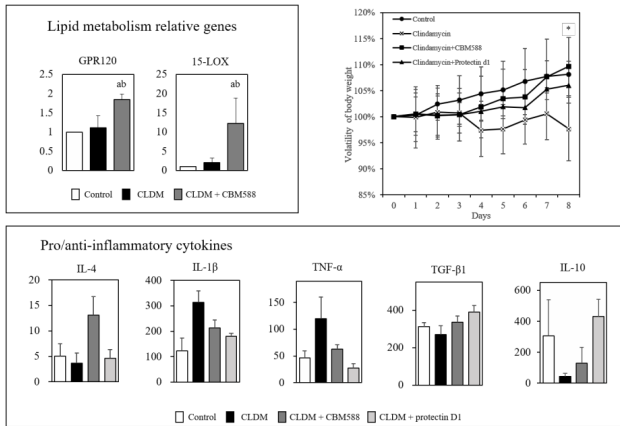 Lipid metabolism relative genes
GPR120
2.5
2
1.5
1
0.5
0
ab
15-LOX
25
20
15
10
5
0
ab
Control CLDM CLDM + CBM588
Volatility of body weight
120%
115%
110%
105%
100%
95%
90%
85%
Control
Clindamycin
Clindamycin+CBM588
Clindamycin+Protectin d1
*
0 1 2 3 4 5 6 7 8
Days
Pro/anti-inflammatory cytokines
IL-4
20
15
10
5
0
IL-1β
400
300
200
100
0
TNF-α
150
100
50
0
TGF-β1
400
200
0
IL-10
600
400
200
0
Control CLDM CLDM + CBM588 CLDM + protectin D1